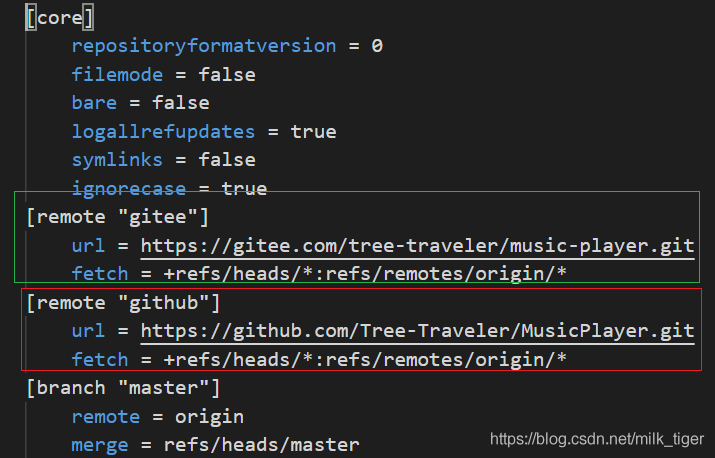 [core]
repositoryformatversion = 0
filemode = false
bare = false
logallrefupdates = true
symlinks = false
ignorecase = true
[remote "gitee"]
url = https://gitee.com/tree-traveler/music-player.git
fetch = +refs/heads/*:refs/remotes/origin/*
[remote "github"]
url = https://github.com/Tree-Traveler/MusicPlayer.git
fetch = +refs/heads/*:refs/remotes/origin/*
[branch "master"]
remote = origin
merge = refs/heads/master
https://blog.csdn.net/milk_tiger